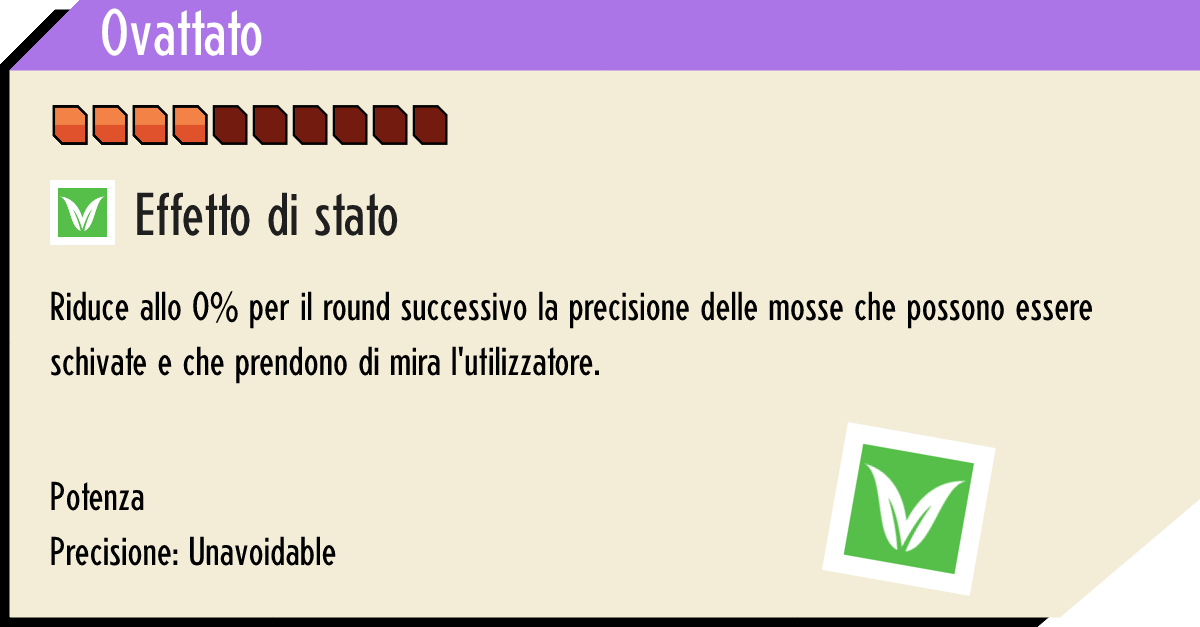 Ovattato
Effetto di stato
Riduce allo 0% per il round successivo la precisione delle mosse che possono essere
schivate e che prendono di mira l'utilizzatore.
Potenza
Precisione: Unavoidable